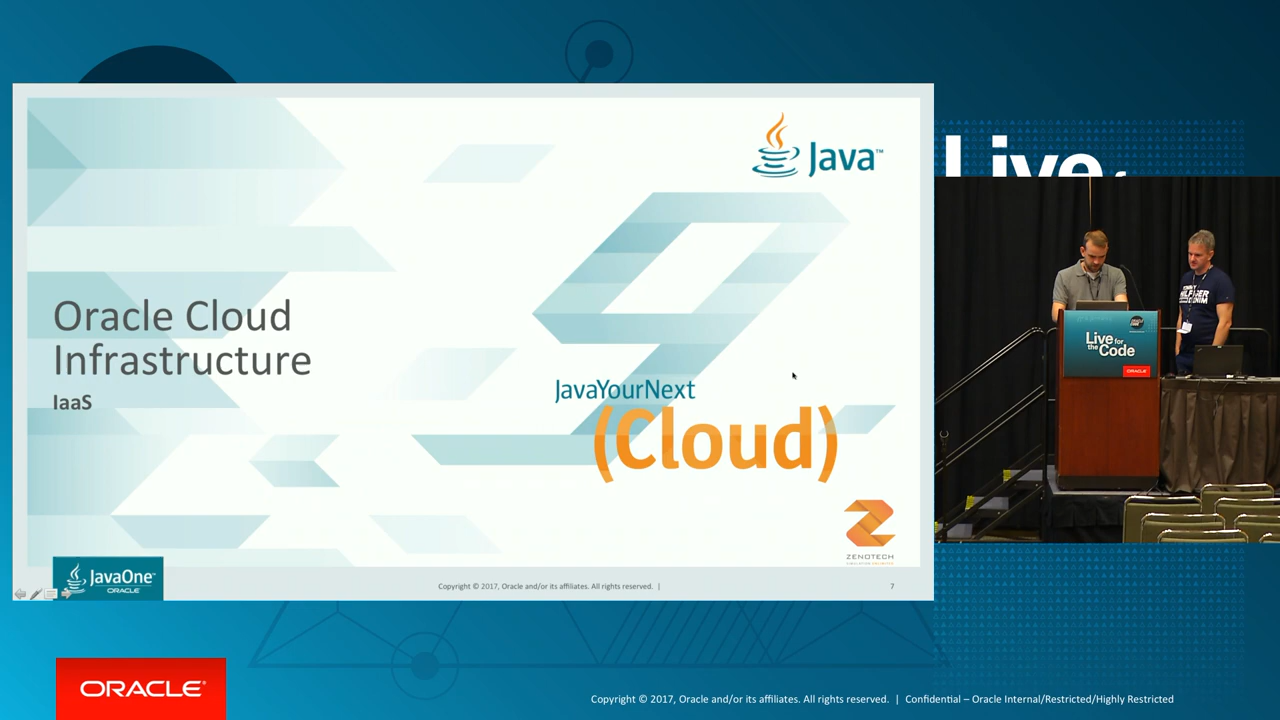 Java™
Live
Oracle Cloud
Infrastructure
IaaS
JavaYourNext
(Cloud)
ZENOTECH
JavaOne™
ORACLE
Copyright © 2017, Oracle and/or its affiliates. All rights reserved. |
7
Live for
the Code
ORACLE
ORACLE®
Copyright © 2017, Oracle and/or its affiliates. All rights reserved. | Confidential – Oracle Internal/Restricted/Highly Restricted